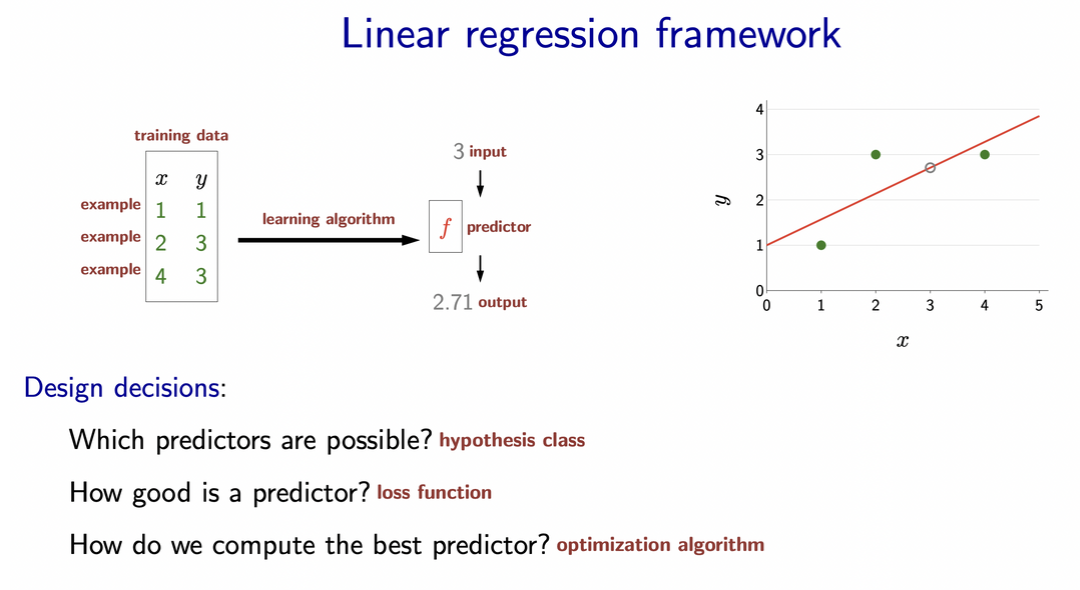 Linear regression framework
training data
x y
example 1 1
example 2 3
example 4 3
learning algorithm
3 input
f predictor
2.71 output
4
3
2
1
0
y
0 1 2 3 4 5
x
Design decisions:
Which predictors are possible? hypothesis class
How good is a predictor? loss function
How do we compute the best predictor? optimization algorithm